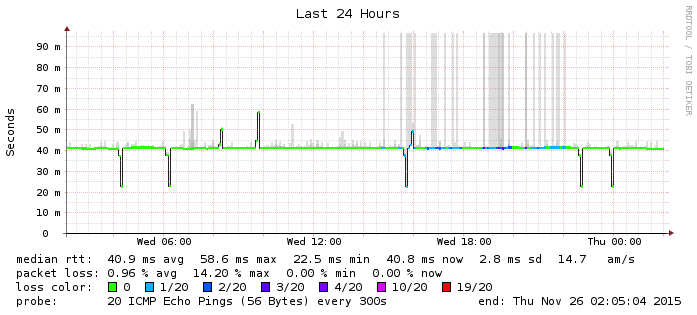 Last 24 Hours
RRDTOOL / TOBI OETIKER
Seconds
90 m
80 m
70 m
60 m
50 m
40 m
30 m
20 m
10 m
0
Wed 06:00 Wed 12:00 Wed 18:00 Thu 00:00
median rtt: 40.9 ms avg 58.6 ms max 22.5 ms min 40.8 ms now 2.8 ms sd 14.7 am/s
packet loss: 0.96 % avg 14.20 % max 0.00 % min 0.00 % now
loss color: 0 1/20 2/20 3/20 4/20 10/20 19/20
probe: 20 ICMP Echo Pings (56 Bytes) every 300s end: Thu Nov 26 02:05:04 2015